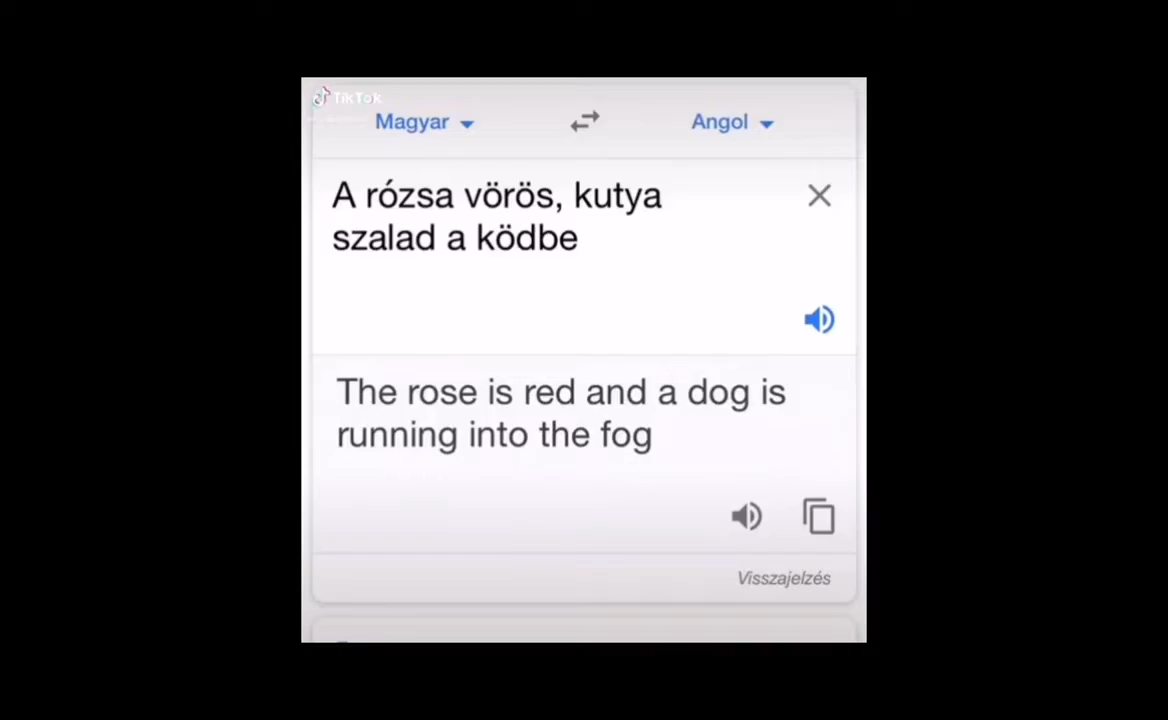 TikTok
Magyar Angol
A rózsa vörös, kutya
szalad a ködbe
The rose is red and a dog is
running into the fog
Visszajelzés